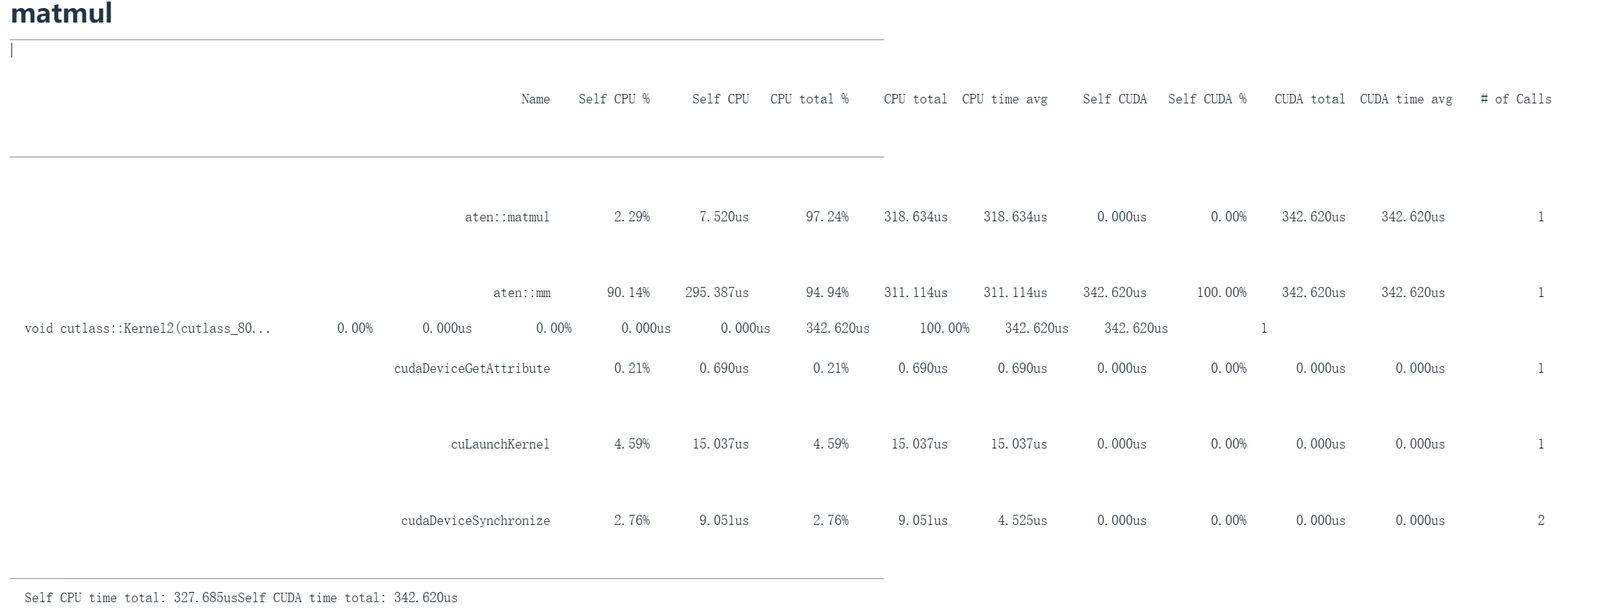 matmul
Name Self CPU % Self CPU CPU total % CPU total CPU time avg Self CUDA Self CUDA % CUDA total CUDA time avg # of Calls
aten::matmul 2.29% 7.520us 97.24% 318.634us 318.634us 0.000us 0.00% 342.620us 342.620us 1
aten::mm 90.14% 295.387us 94.94% 311.114us 311.114us 342.620us 100.00% 342.620us 342.620us 1
void cutlass::Kernel2(cutlass_80... 0.00% 0.000us 0.00% 0.000us 0.000us 342.620us 100.00% 342.620us 342.620us 1
cudaDeviceGetAttribute 0.21% 0.690us 0.21% 0.690us 0.690us 0.000us 0.00% 0.000us 0.000us 1
cuLaunchKernel 4.59% 15.037us 4.59% 15.037us 15.037us 0.000us 0.00% 0.000us 0.000us 1
cudaDeviceSynchronize 2.76% 9.051us 2.76% 9.051us 4.525us 0.000us 0.00% 0.000us 0.000us 2
Self CPU time total: 327.685usSelf CUDA time total: 342.620us